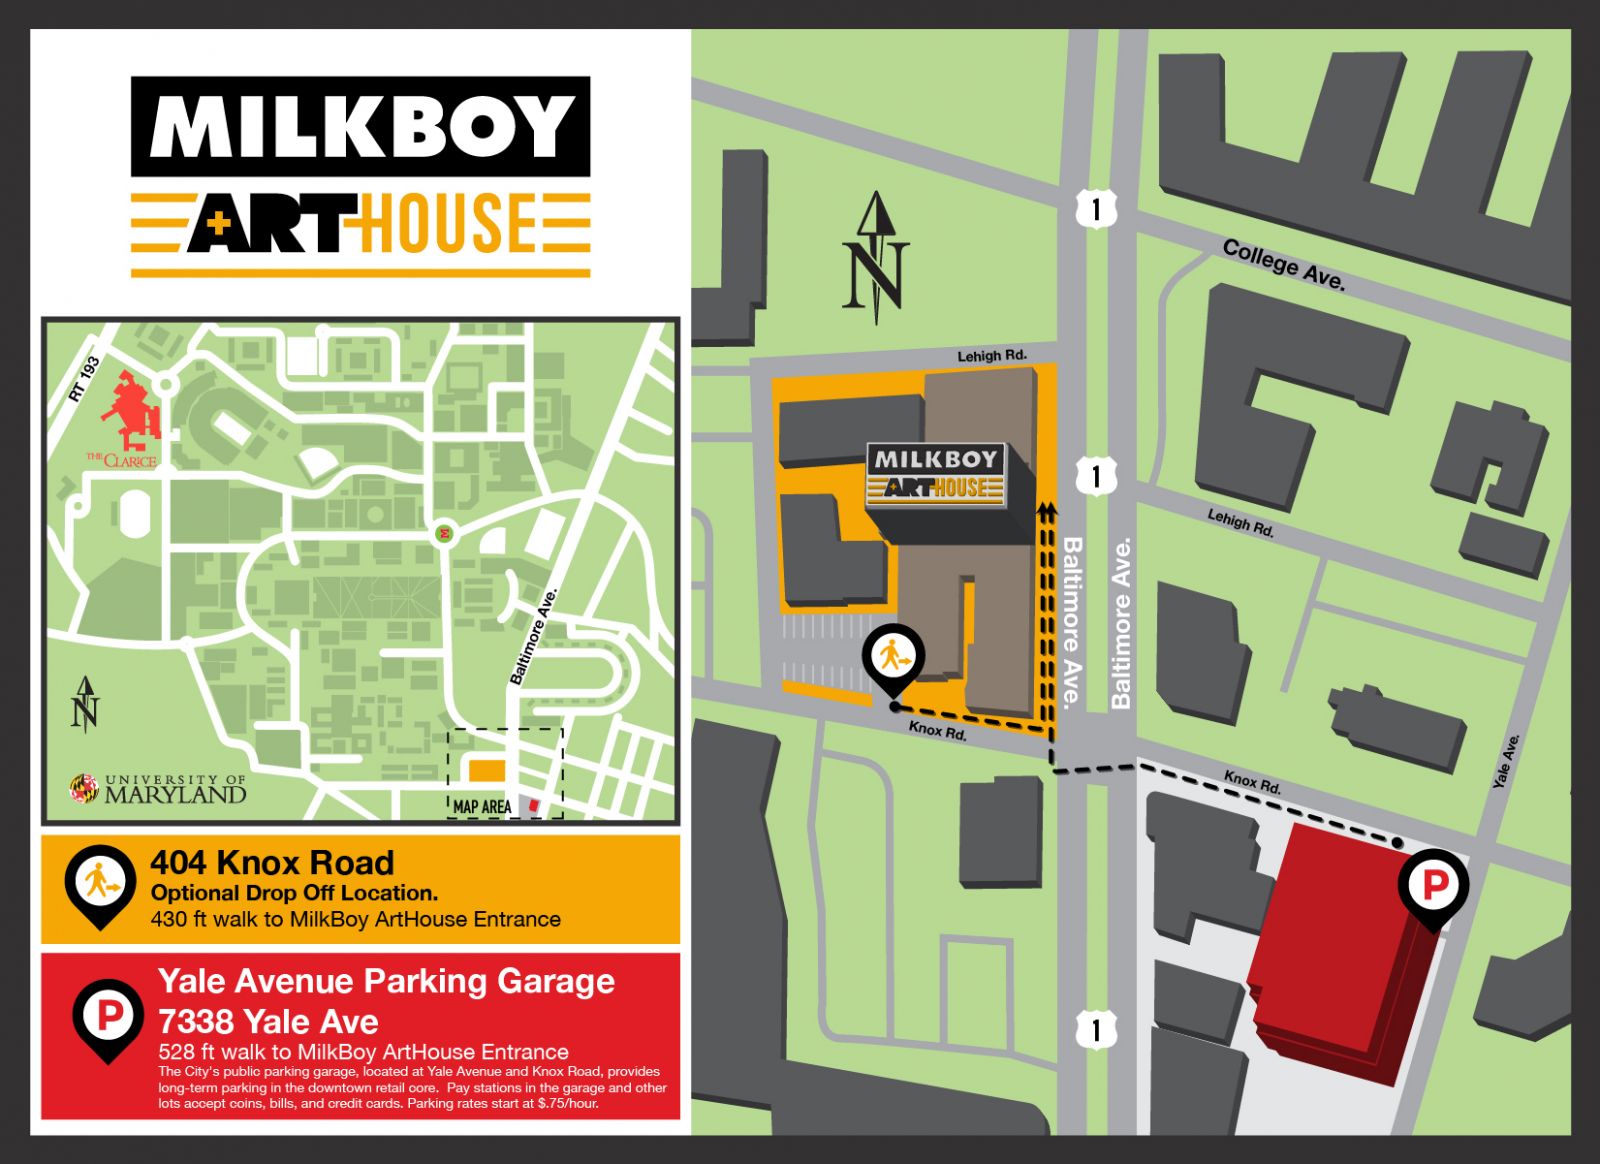 MILKBOY
ARTHOUSE
RT 193
THE CLARICE
M
Baltimore Ave.
N
UNIVERSITY OF
MARYLAND
MAP AREA
404 Knox Road
Optional Drop Off Location.
430 ft walk to MilkBoy ArtHouse Entrance
P
Yale Avenue Parking Garage
7338 Yale Ave
528 ft walk to MilkBoy ArtHouse Entrance
The City's public parking garage, located at Yale Avenue and Knox Road, provides
long-term parking in the downtown retail core. Pay stations in the garage and other
lots accept coins, bills, and credit cards. Parking rates start at $.75/hour.
1
College Ave.
N
Lehigh Rd.
MILKBOY
ARTHOUSE
1
Lehigh Rd.
Baltimore Ave.
Baltimore Ave.
Knox Rd.
Knox Rd.
Yale Ave.
P
1